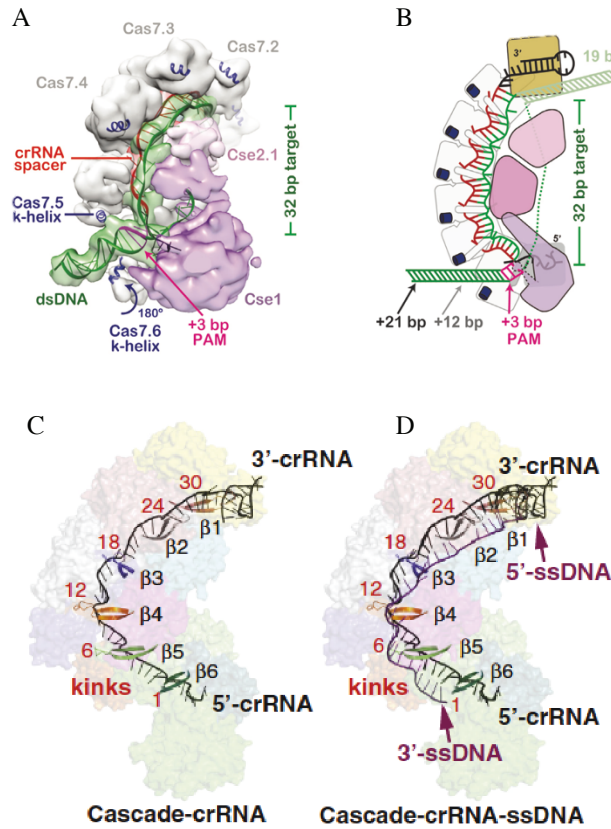 A
Cas7.3
Cas7.2
Cas7.4
crRNA
spacer
Cse2.1
Cas7.5
k-helix
32 bp target
dsDNA
Cse1
180º
Cas7.6
k-helix
+3 bp
PAM
B
3'
19 b
32 bp target
5'
+21 bp
+12 bp
+3 bp
PAM
C
3'-crRNA
30
24
β1
18
β2
β3
12
β4
6
β5
β6
kinks
1
5'-crRNA
Cascade-crRNA
D
3'-crRNA
30
24
β1
18
β2
5'-ssDNA
β3
12
β4
6
β5
β6
kinks
1
5'-crRNA
3'-ssDNA
Cascade-crRNA-ssDNA